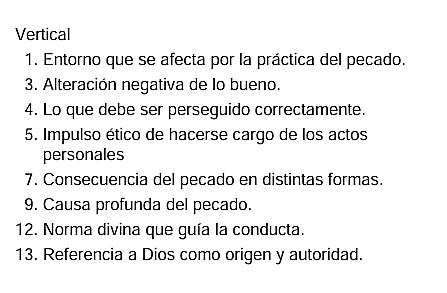 Vertical
1. Entorno que se afecta por la práctica del pecado.
3. Alteración negativa de lo bueno.
4. Lo que debe ser perseguido correctamente.
5. Impulso ético de hacerse cargo de los actos
personales
7. Consecuencia del pecado en distintas formas.
9. Causa profunda del pecado.
12. Norma divina que guía la conducta.
13. Referencia a Dios como origen y autoridad.